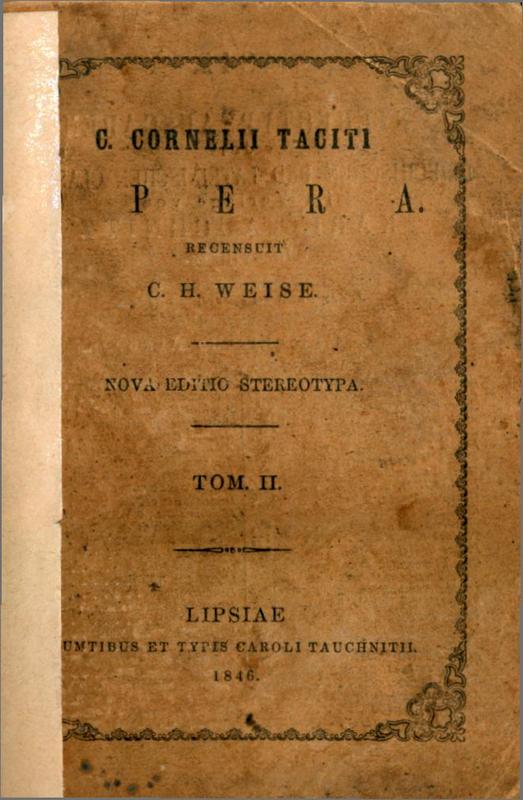 C. CORNELII TACITI
P E R A.
RECENSUIT
C. H. WEISE.
NOVA EDITIO STEREOTYPA.
TOM. II.
LIPSIAE
UMTIBUS ET TYPIS CAROLI TAUCHNITII.
1846.